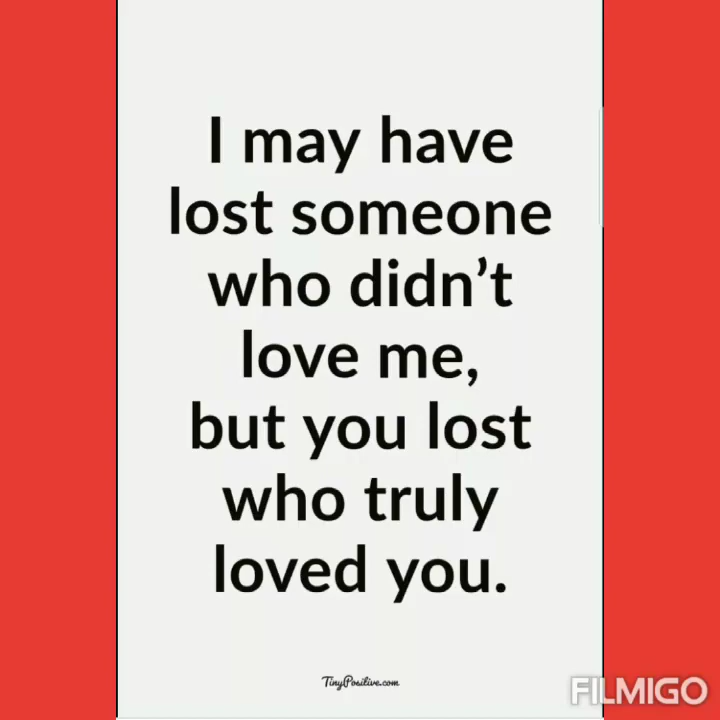 I may have
lost someone
who didn’t
love me,
but you lost
who truly
loved you.
TinyPositive.com
FILMIGO